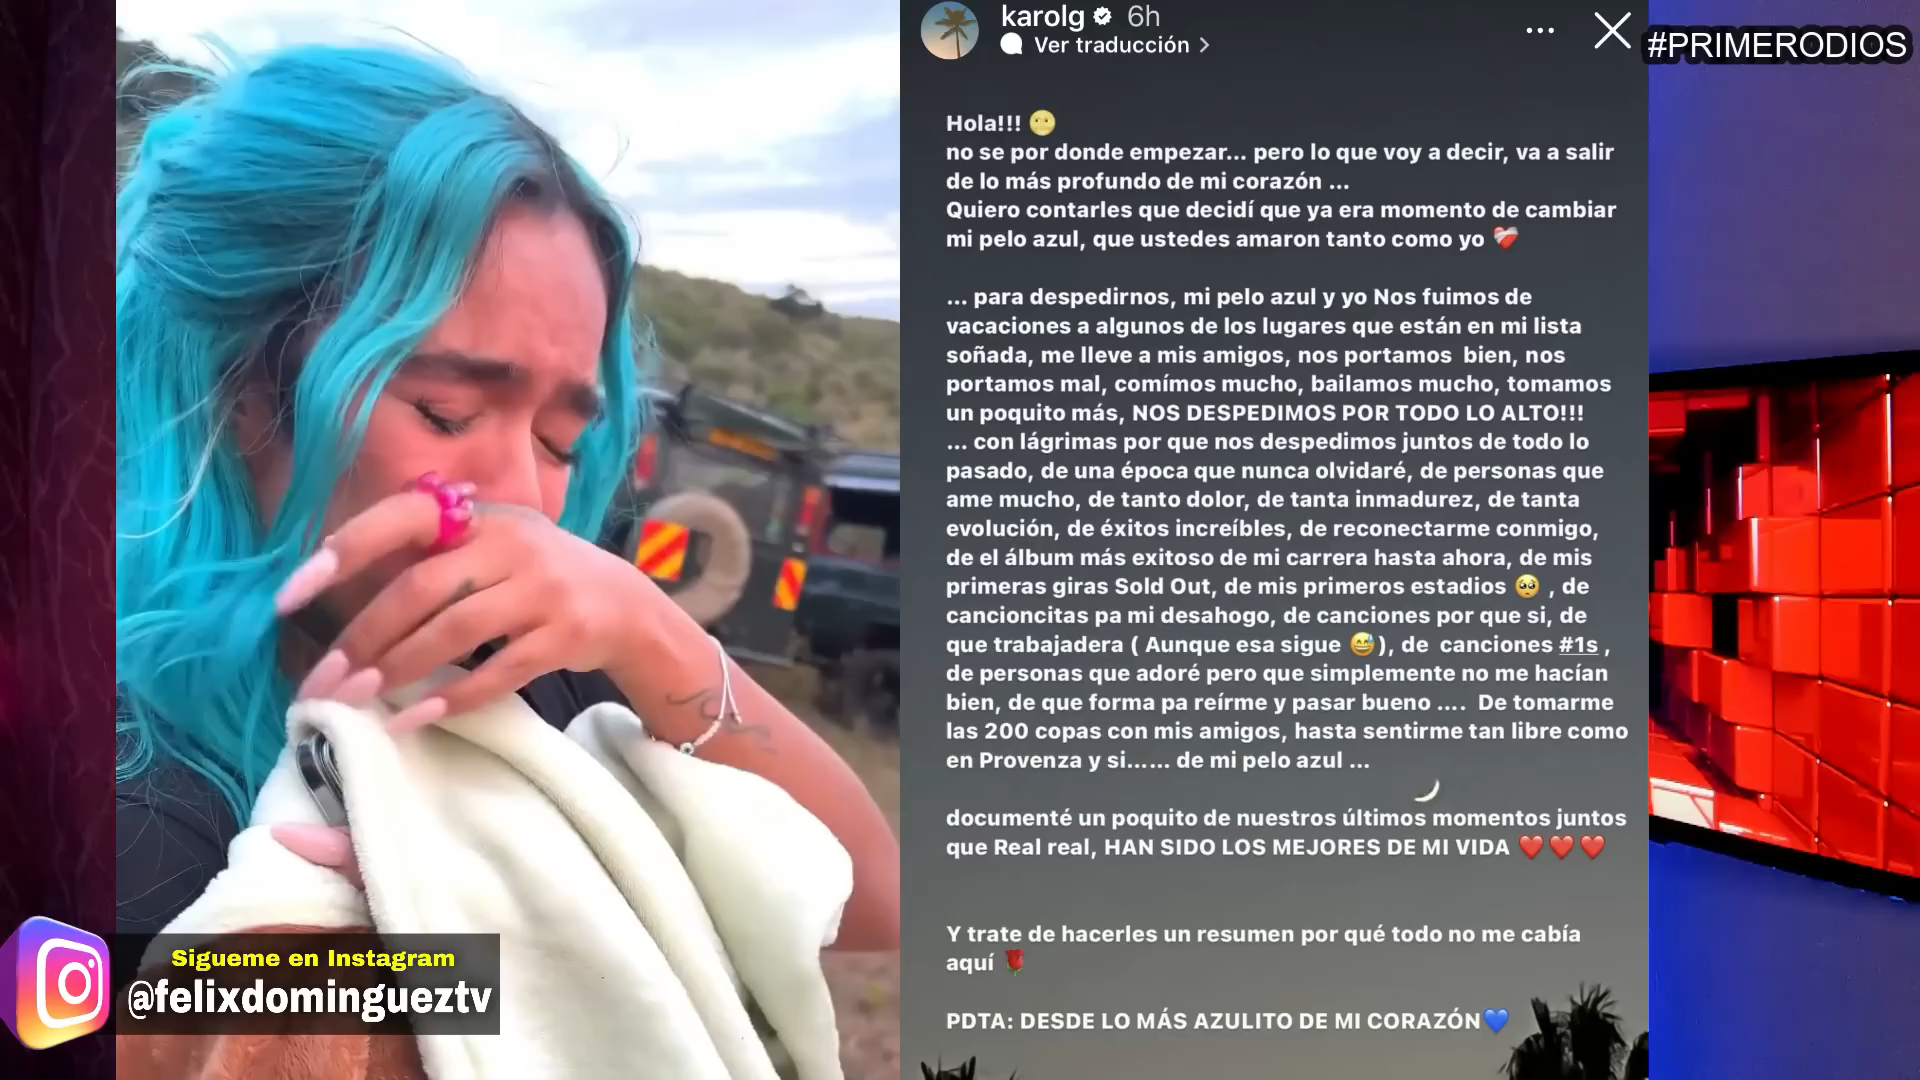 karolg 6h
Ver traducción
#PRIMERODIOS
Hola!!! 🌝
no se por donde empezar... pero lo que voy a decir, va a salir
de lo más profundo de mi corazón ...
Quiero contarles que decidí que ya era momento de cambiar
mi pelo azul, que ustedes amaron tanto como yo ❤️‍🩹
... para despedirnos, mi pelo azul y yo Nos fuimos de
vacaciones a algunos de los lugares que están en mi lista
soñada, me lleve a mis amigos, nos portamos bien, nos
portamos mal, comímos mucho, bailamos mucho, tomamos
un poquito más, NOS DESPEDIMOS POR TODO LO ALTO!!!
... con lágrimas por que nos despedimos juntos de todo lo
pasado, de una época que nunca olvidaré, de personas que
ame mucho, de tanto dolor, de tanta inmadurez, de tanta
evolución, de éxitos increíbles, de reconectarme conmigo,
de el álbum más exitoso de mi carrera hasta ahora, de mis
primeras giras Sold Out, de mis primeros estadios 🥺 , de
cancioncitas pa mi desahogo, de canciones por que si, de
que trabajadera ( Aunque esa sigue 😅), de canciones #1s ,
de personas que adoré pero que simplemente no me hacían
bien, de que forma pa reírme y pasar bueno .... De tomarme
las 200 copas con mis amigos, hasta sentirme tan libre como
en Provenza y si...... de mi pelo azul ...
documenté un poquito de nuestros últimos momentos juntos
que Real real, HAN SIDO LOS MEJORES DE MI VIDA ❤️❤️❤️
Y trate de hacerles un resumen por qué todo no me cabía
aquí 🌹
PDTA: DESDE LO MÁS AZULITO DE MI CORAZÓN💙
Sigueme en Instagram
@felixdomingueztv